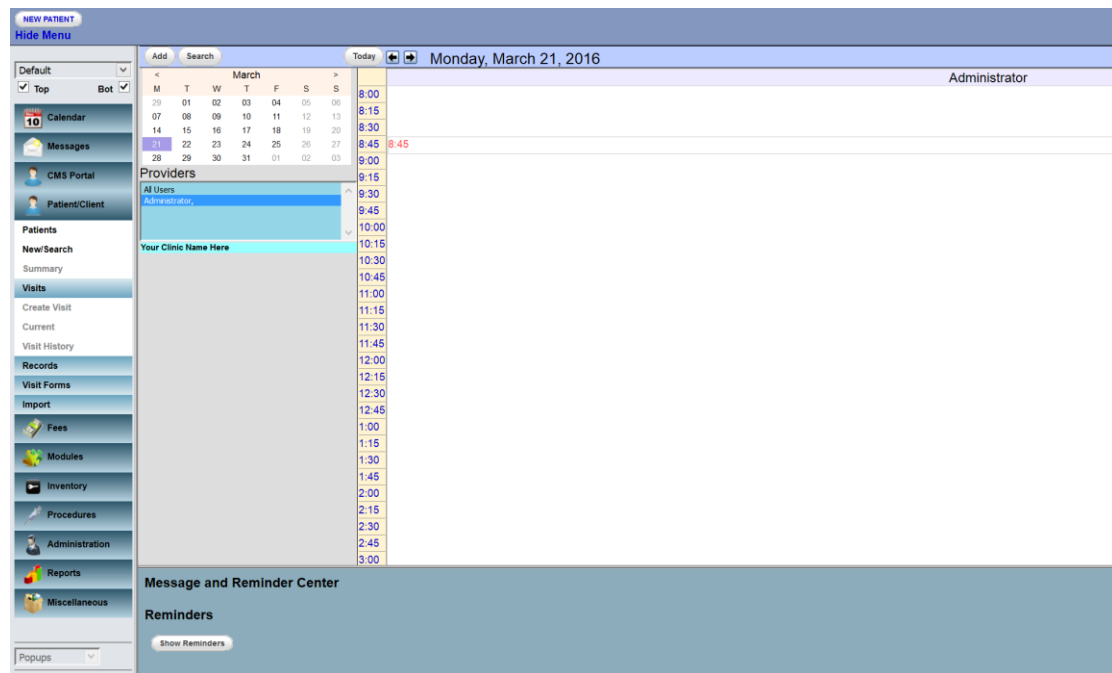 NEW PATIENT
Hide Menu
Default
Top Bot
10 Calendar
Messages
CMS Portal
Patient/Client
Patients
New/Search
Summary
Visits
Create Visit
Current
Visit History
Records
Visit Forms
Import
Fees
Modules
Inventory
Procedures
Administration
Reports
Miscellaneous
Popups
Add Search
< March >
M T W T F S S
29 01 02 03 04 05 06
07 08 09 10 11 12 13
14 15 16 17 18 19 20
21 22 23 24 25 26 27
28 29 30 31 01 02 03
Providers
All Users
Administrator,
Your Clinic Name Here
Today Monday, March 21, 2016
Administrator
8:00
8:15
8:30
8:45 8:45
9:00
9:15
9:30
9:45
10:00
10:15
10:30
10:45
11:00
11:15
11:30
11:45
12:00
12:15
12:30
12:45
1:00
1:15
1:30
1:45
2:00
2:15
2:30
2:45
3:00
Message and Reminder Center
Reminders
Show Reminders